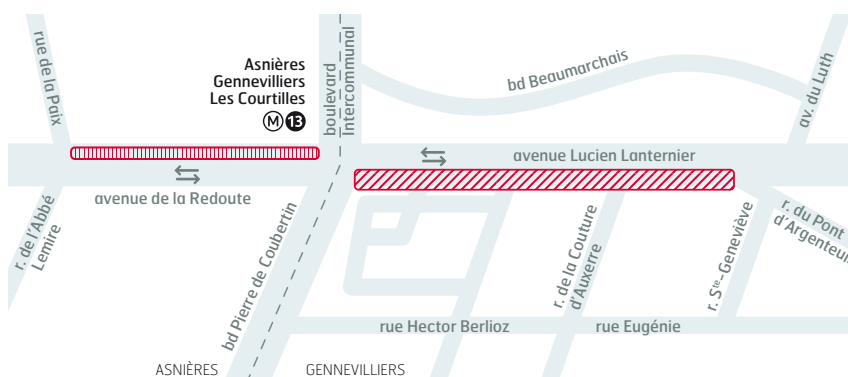 rue de la Paix
Asnières
Gennevilliers
Les Courtilles
M 13
boulevard
Intercommunal
bd Beaumarchais
av. du Luth
avenue Lucien Lanternier
avenue de la Redoute
r. de l'Abbé
Lemire
bd Pierre de Coubertin
r. de la Couture
d'Auxerre
r. Ste-Geneviève
r. du Pont
d'Argenteuil
rue Hector Berlioz
rue Eugénie
ASNIÈRES
GENNEVILLIERS